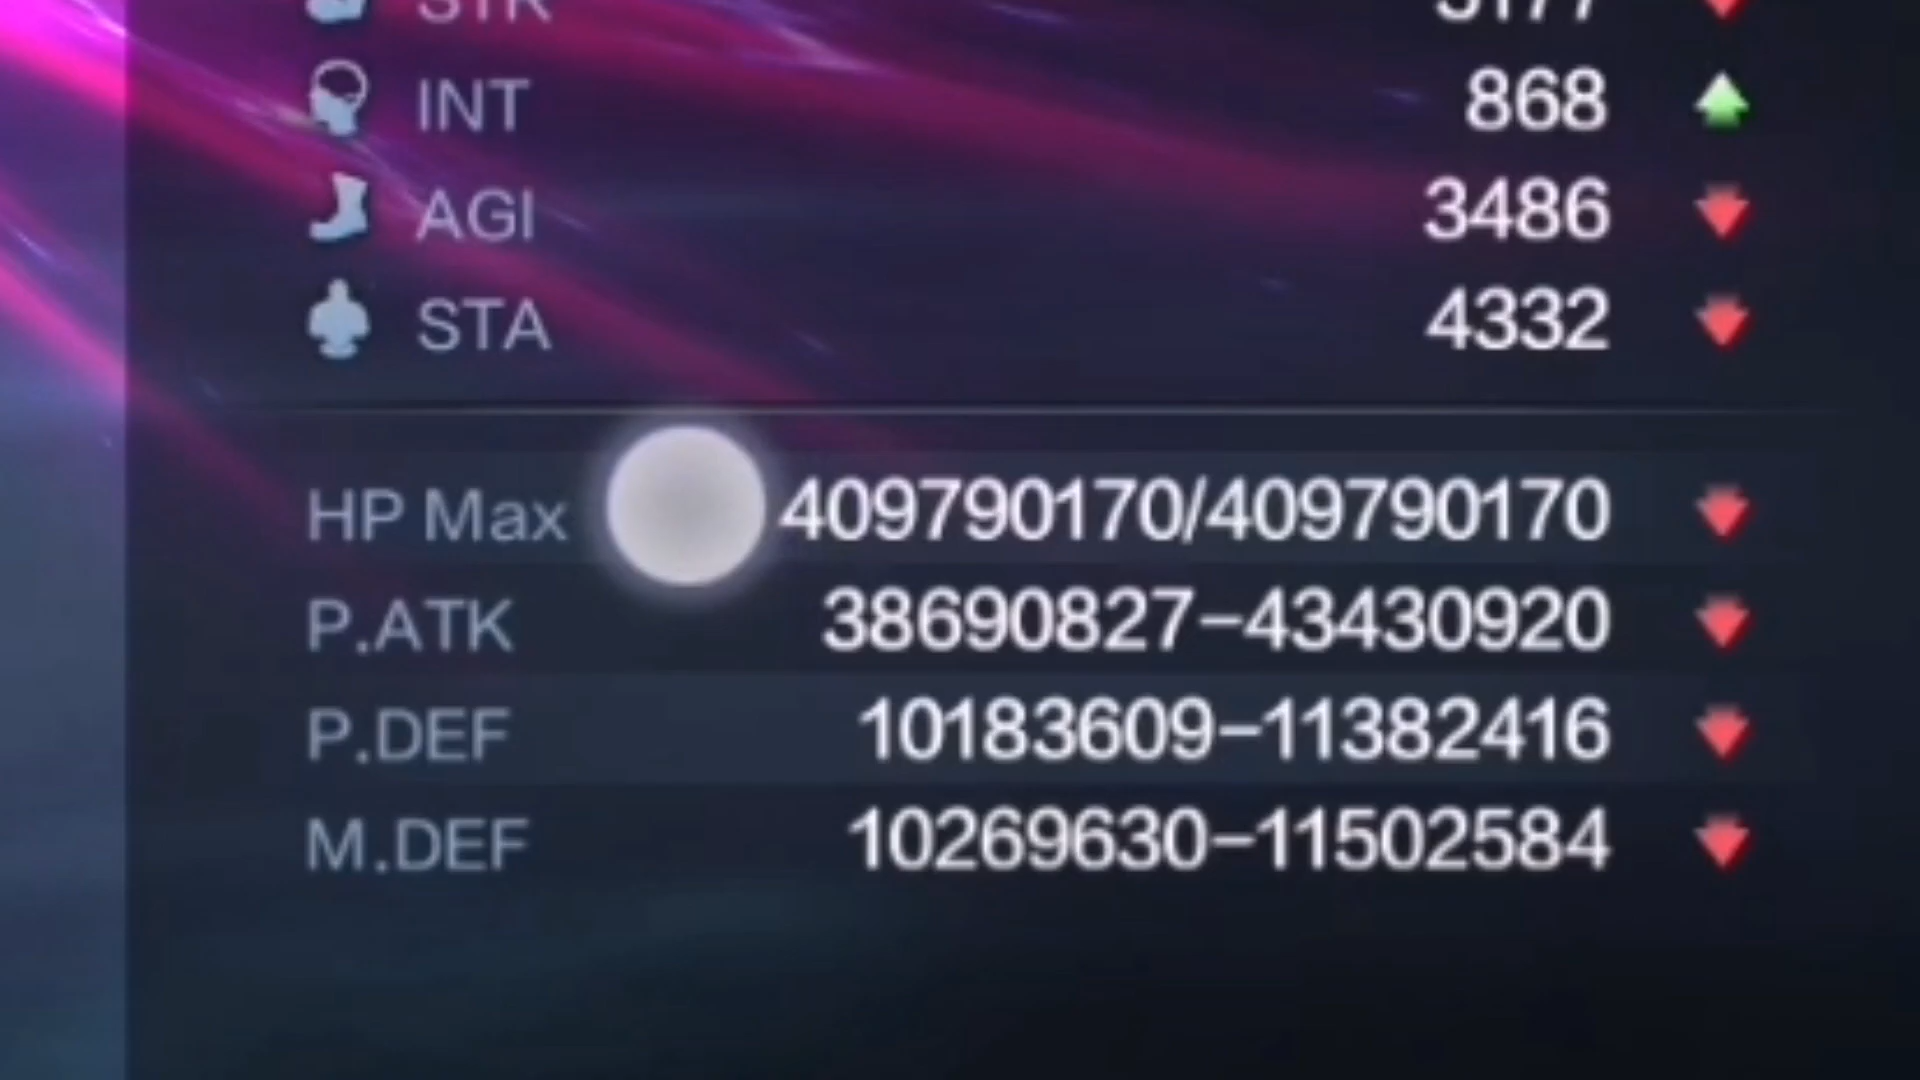 STR
INT 868
AGI 3486
STA 4332
HP Max 409790170/409790170
P.ATK 38690827-43430920
P.DEF 10183609-11382416
M.DEF 10269630-11502584